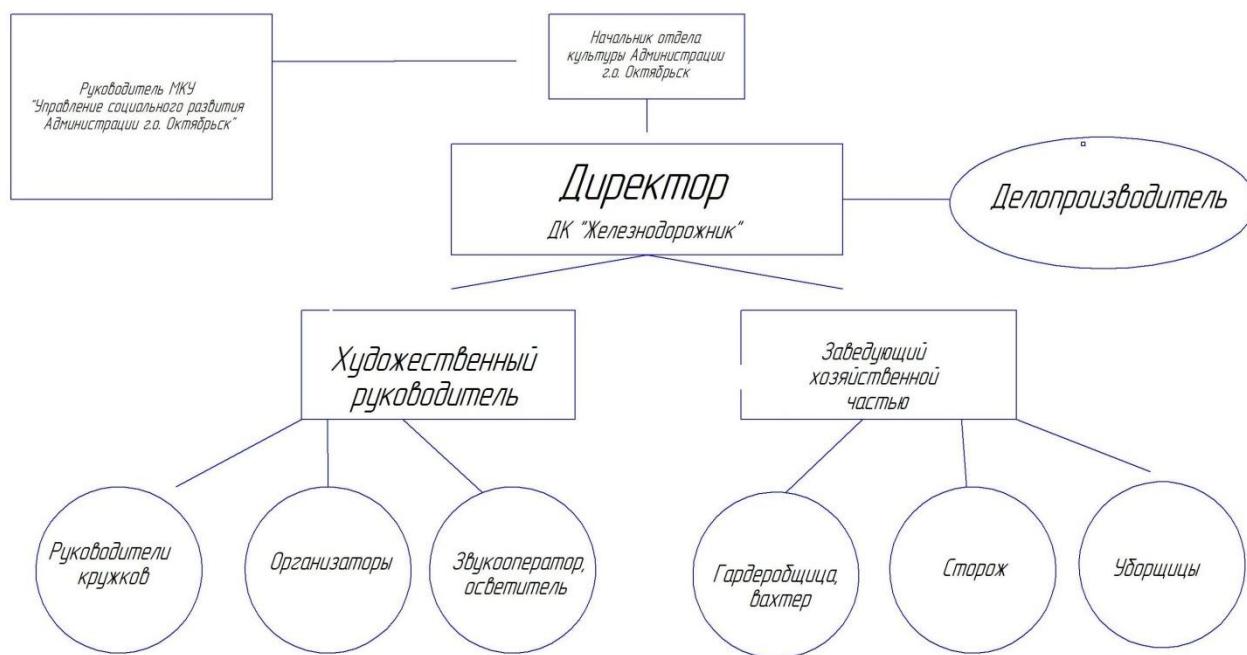 Начальник отдела
культуры Администрации
г.о. Октябрьск
Руководитель МКУ
"Управление социального развития
Администрации г.о. Октябрьск"
Директор
ДК "Железнодорожник"
Делопроизводитель
Художественный
руководитель
Заведующий
хозяйственной
частью
Руководители
кружков
Организаторы
Звукооператор,
осветитель
Гардеробщица,
вахтер
Сторож
Уборщицы